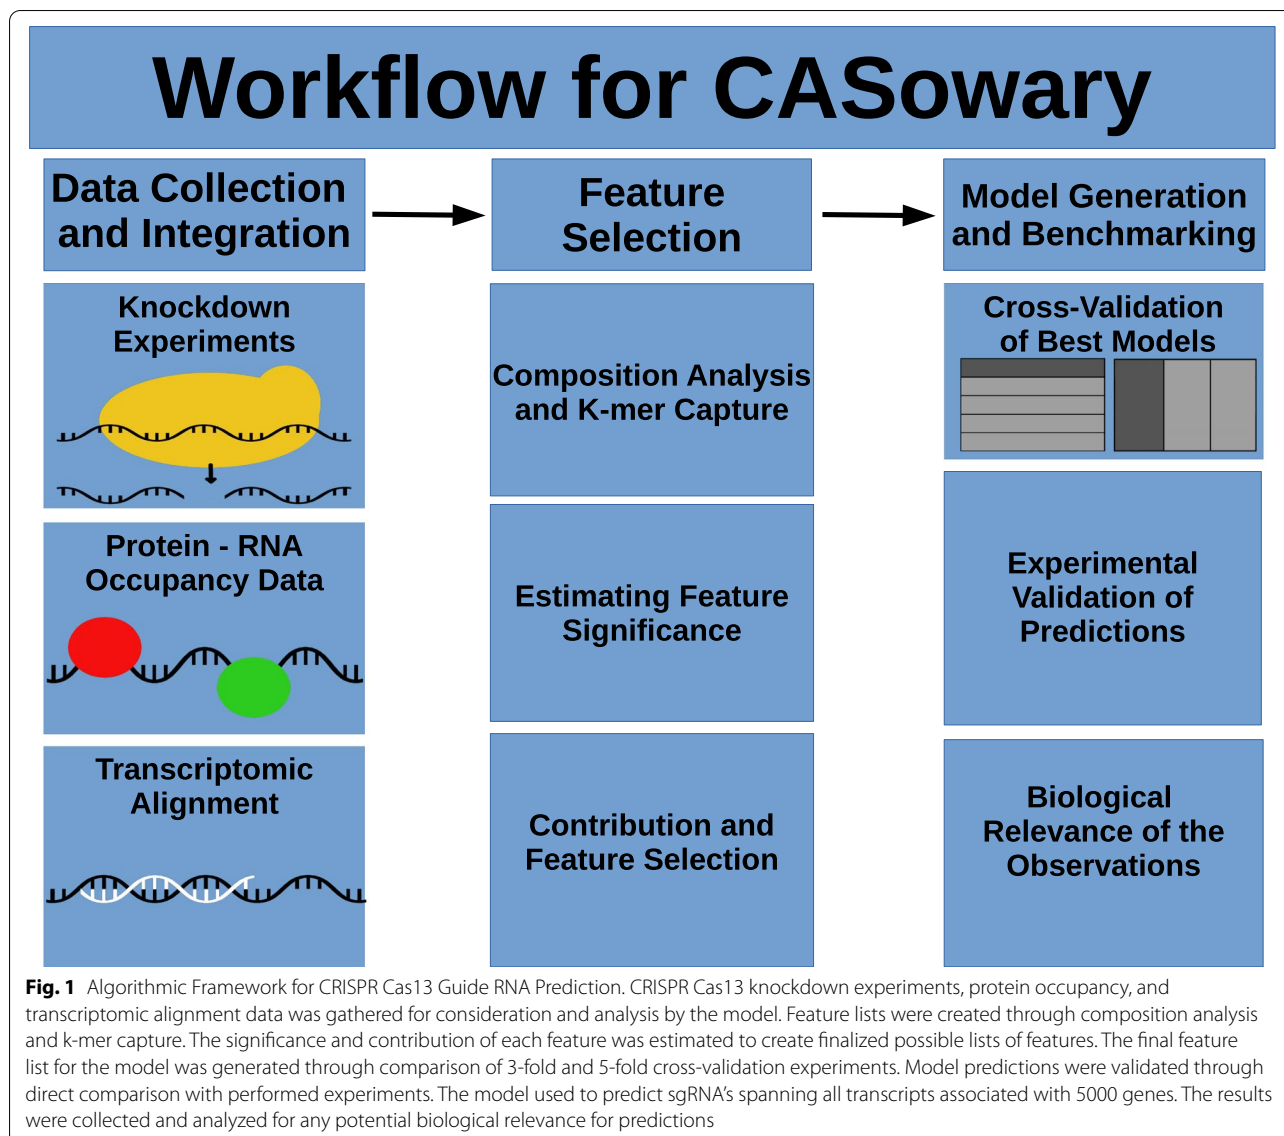 Workflow for CASowary
Data Collection
and Integration
Knockdown
Experiments
Protein - RNA
Occupancy Data
Transcriptomic
Alignment
Feature
Selection
Composition Analysis
and K-mer Capture
Estimating Feature
Significance
Contribution and
Feature Selection
Model Generation
and Benchmarking
Cross-Validation
of Best Models
Experimental
Validation of
Predictions
Biological
Relevance of the
Observations
Fig. 1 Algorithmic Framework for CRISPR Cas13 Guide RNA Prediction. CRISPR Cas13 knockdown experiments, protein occupancy, and
transcriptomic alignment data was gathered for consideration and analysis by the model. Feature lists were created through composition analysis
and k-mer capture. The significance and contribution of each feature was estimated to create finalized possible lists of features. The final feature
list for the model was generated through comparison of 3-fold and 5-fold cross-validation experiments. Model predictions were validated through
direct comparison with performed experiments. The model used to predict sgRNA's spanning all transcripts associated with 5000 genes. The results
were collected and analyzed for any potential biological relevance for predictions